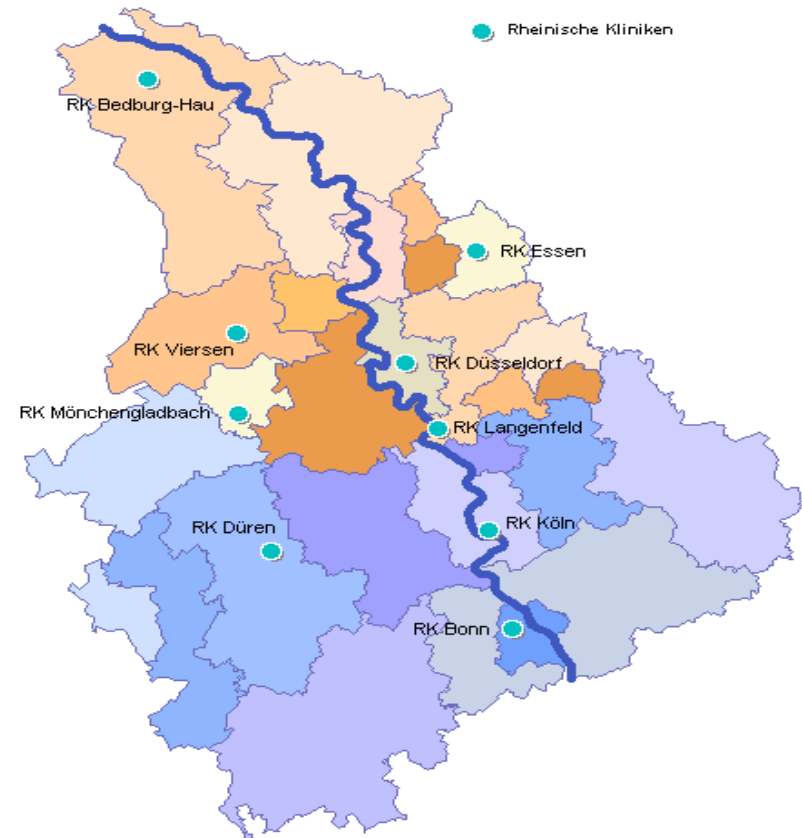 Rheinische Kliniken
RK Bedburg-Hau
RK Essen
RK Viersen
RK Düsseldorf
RK Mönchengladbach
RK Langenfeld
RK Düren
RK Köln
RK Bonn